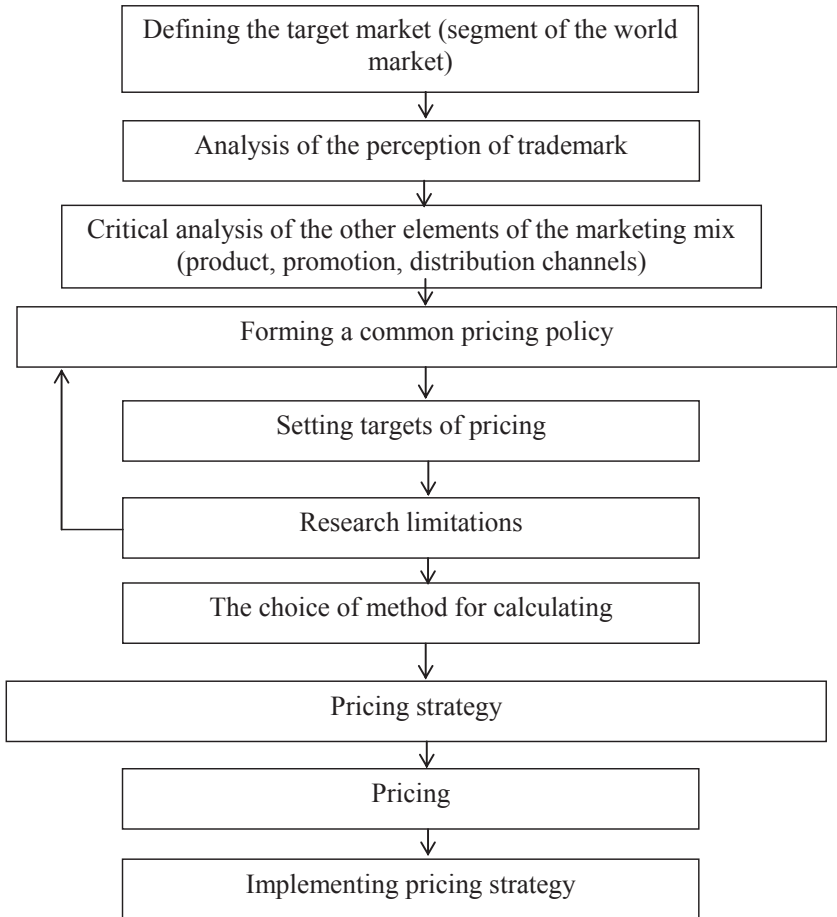 Defining the target market (segment of the world
market)
Analysis of the perception of trademark
Critical analysis of the other elements of the marketing mix
(product, promotion, distribution channels)
Forming a common pricing policy
Setting targets of pricing
Research limitations
The choice of method for calculating
Pricing strategy
Pricing
Implementing pricing strategy